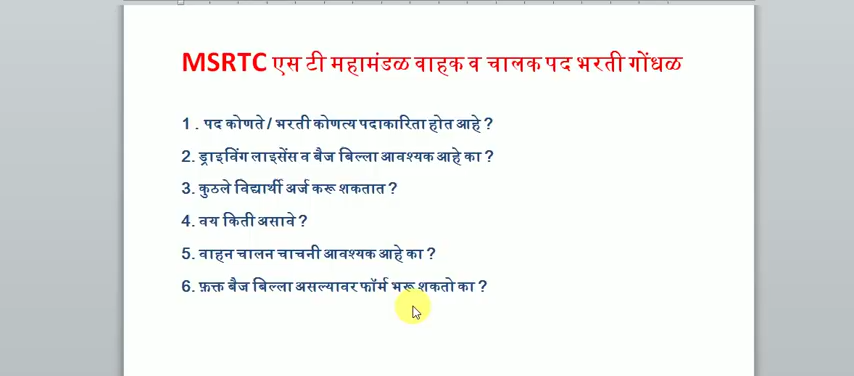 MSRTC एस टी महामंडळ वाहक व चालक पद भरती गोंधळ
1 . पद कोणते / भरती कोणत्य पदाकारिता होत आहे ?
2. ड्राइविंग लाइसेंस व बैज बिल्ला आवश्यक आहे का ?
3. कुठले विद्यार्थी अर्ज करू शकतात ?
4. वय किती असावे ?
5. वाहन चालन चाचनी आवश्यक आहे का ?
6. फ़क्त बैज बिल्ला असल्यावर फॉर्म भरू शकतो का ?